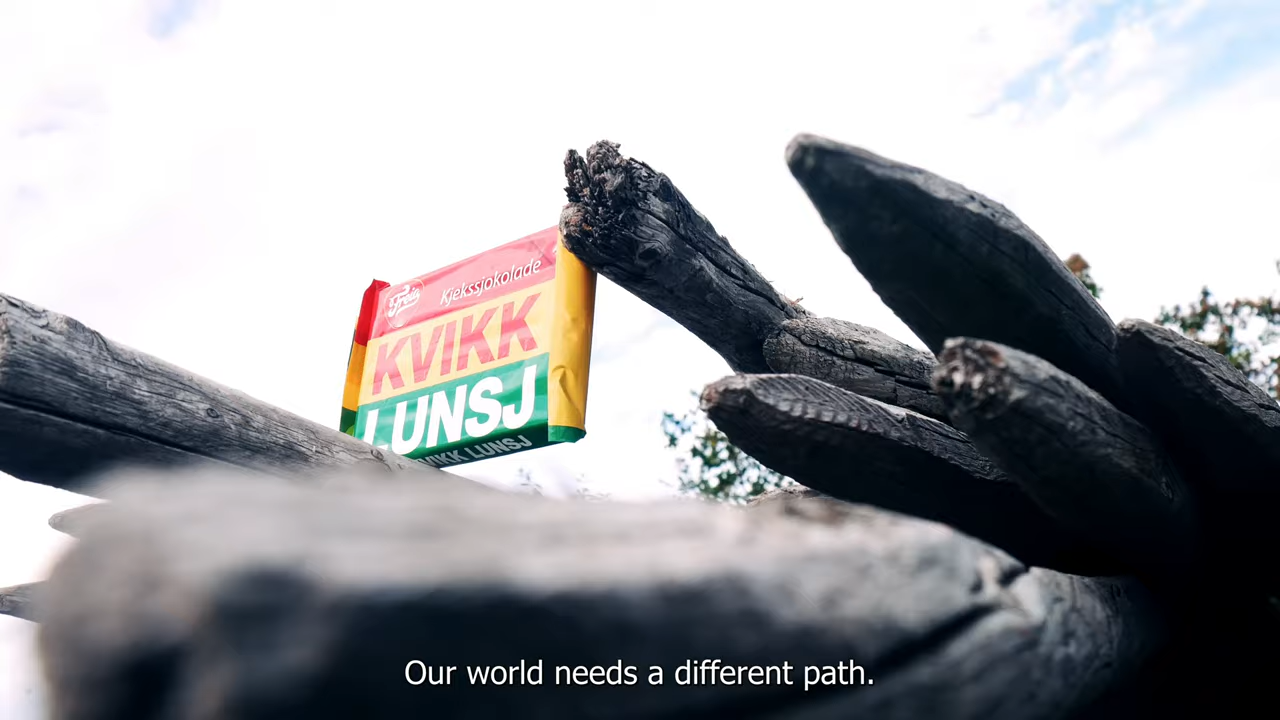 Freia
Kjekssjokolade
KVIKK
LUNSJ
KVIKK LUNSJ
Our world needs a different path.